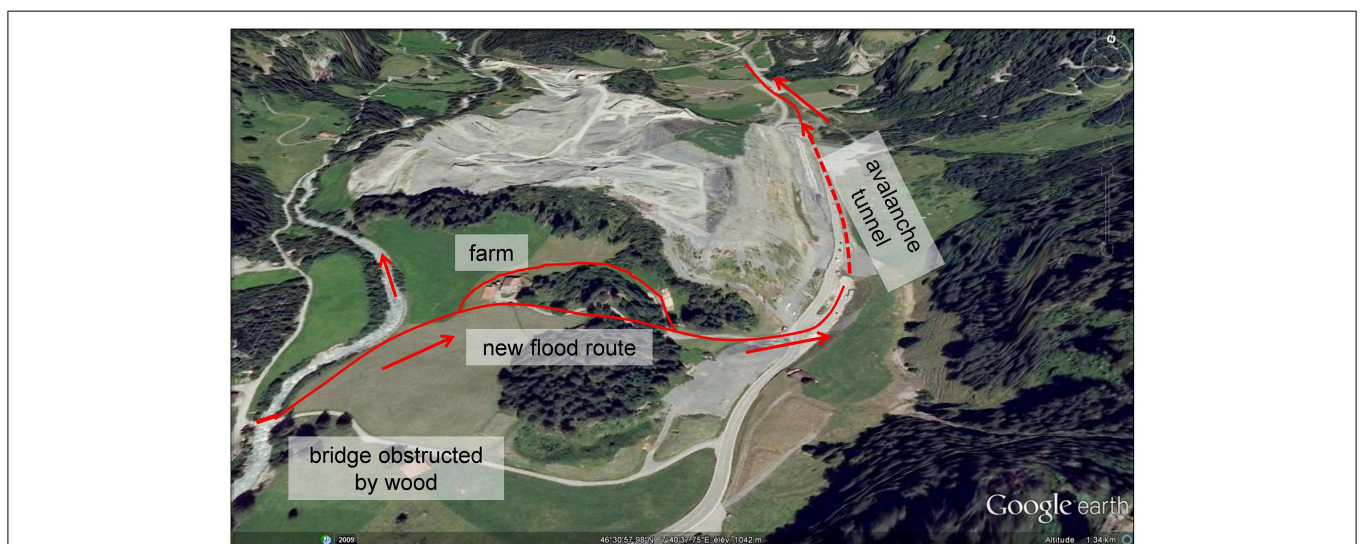 N
avalanche
tunnel
farm
new flood route
bridge obstructed
by wood
Google earth
2009
46°30'57.98"N 7°40'37.75"E elev 1042 m
Altitude 1.34 km